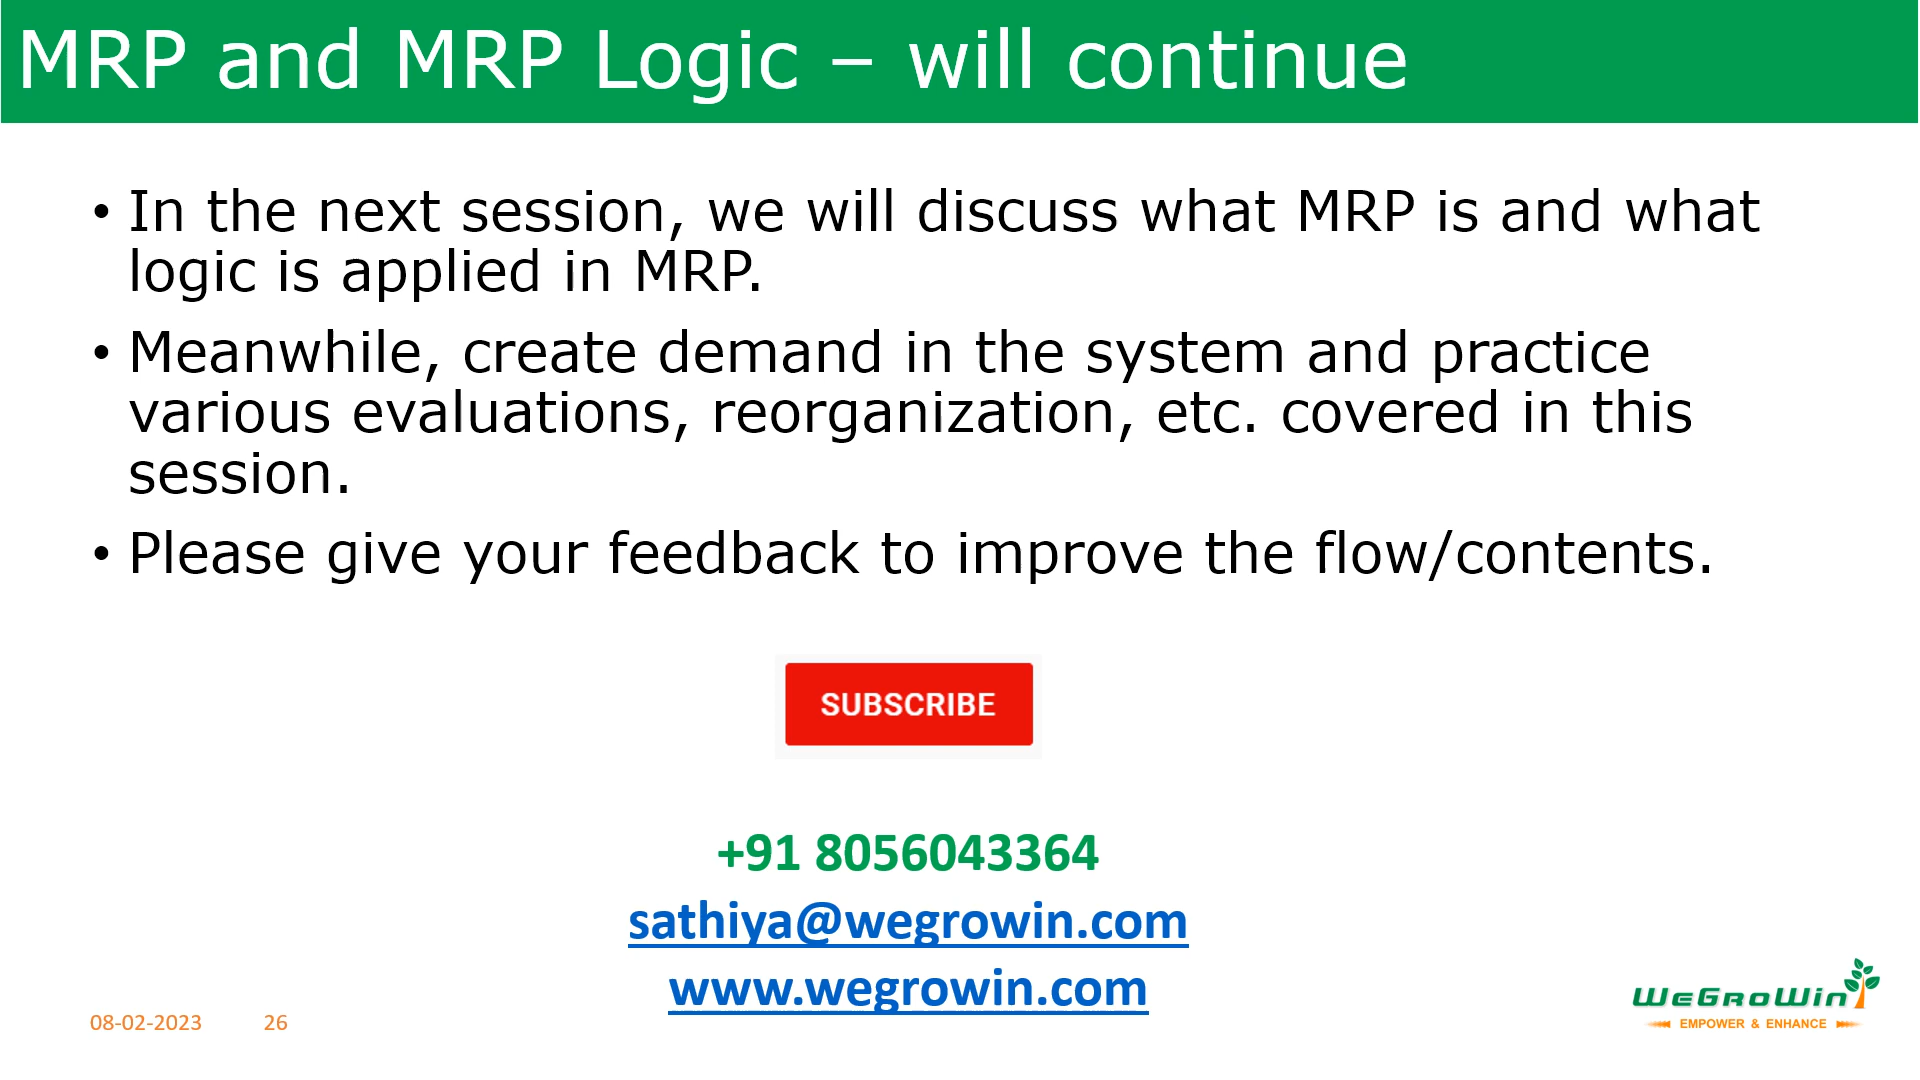 MRP and MRP Logic – will continue
• In the next session, we will discuss what MRP is and what
logic is applied in MRP.
• Meanwhile, create demand in the system and practice
various evaluations, reorganization, etc. covered in this
session.
• Please give your feedback to improve the flow/contents.
SUBSCRIBE
+91 8056043364
sathiya@wegrowin.com
www.wegrowin.com
08-02-2023 26
WeGroWin
EMPOWER & ENHANCE